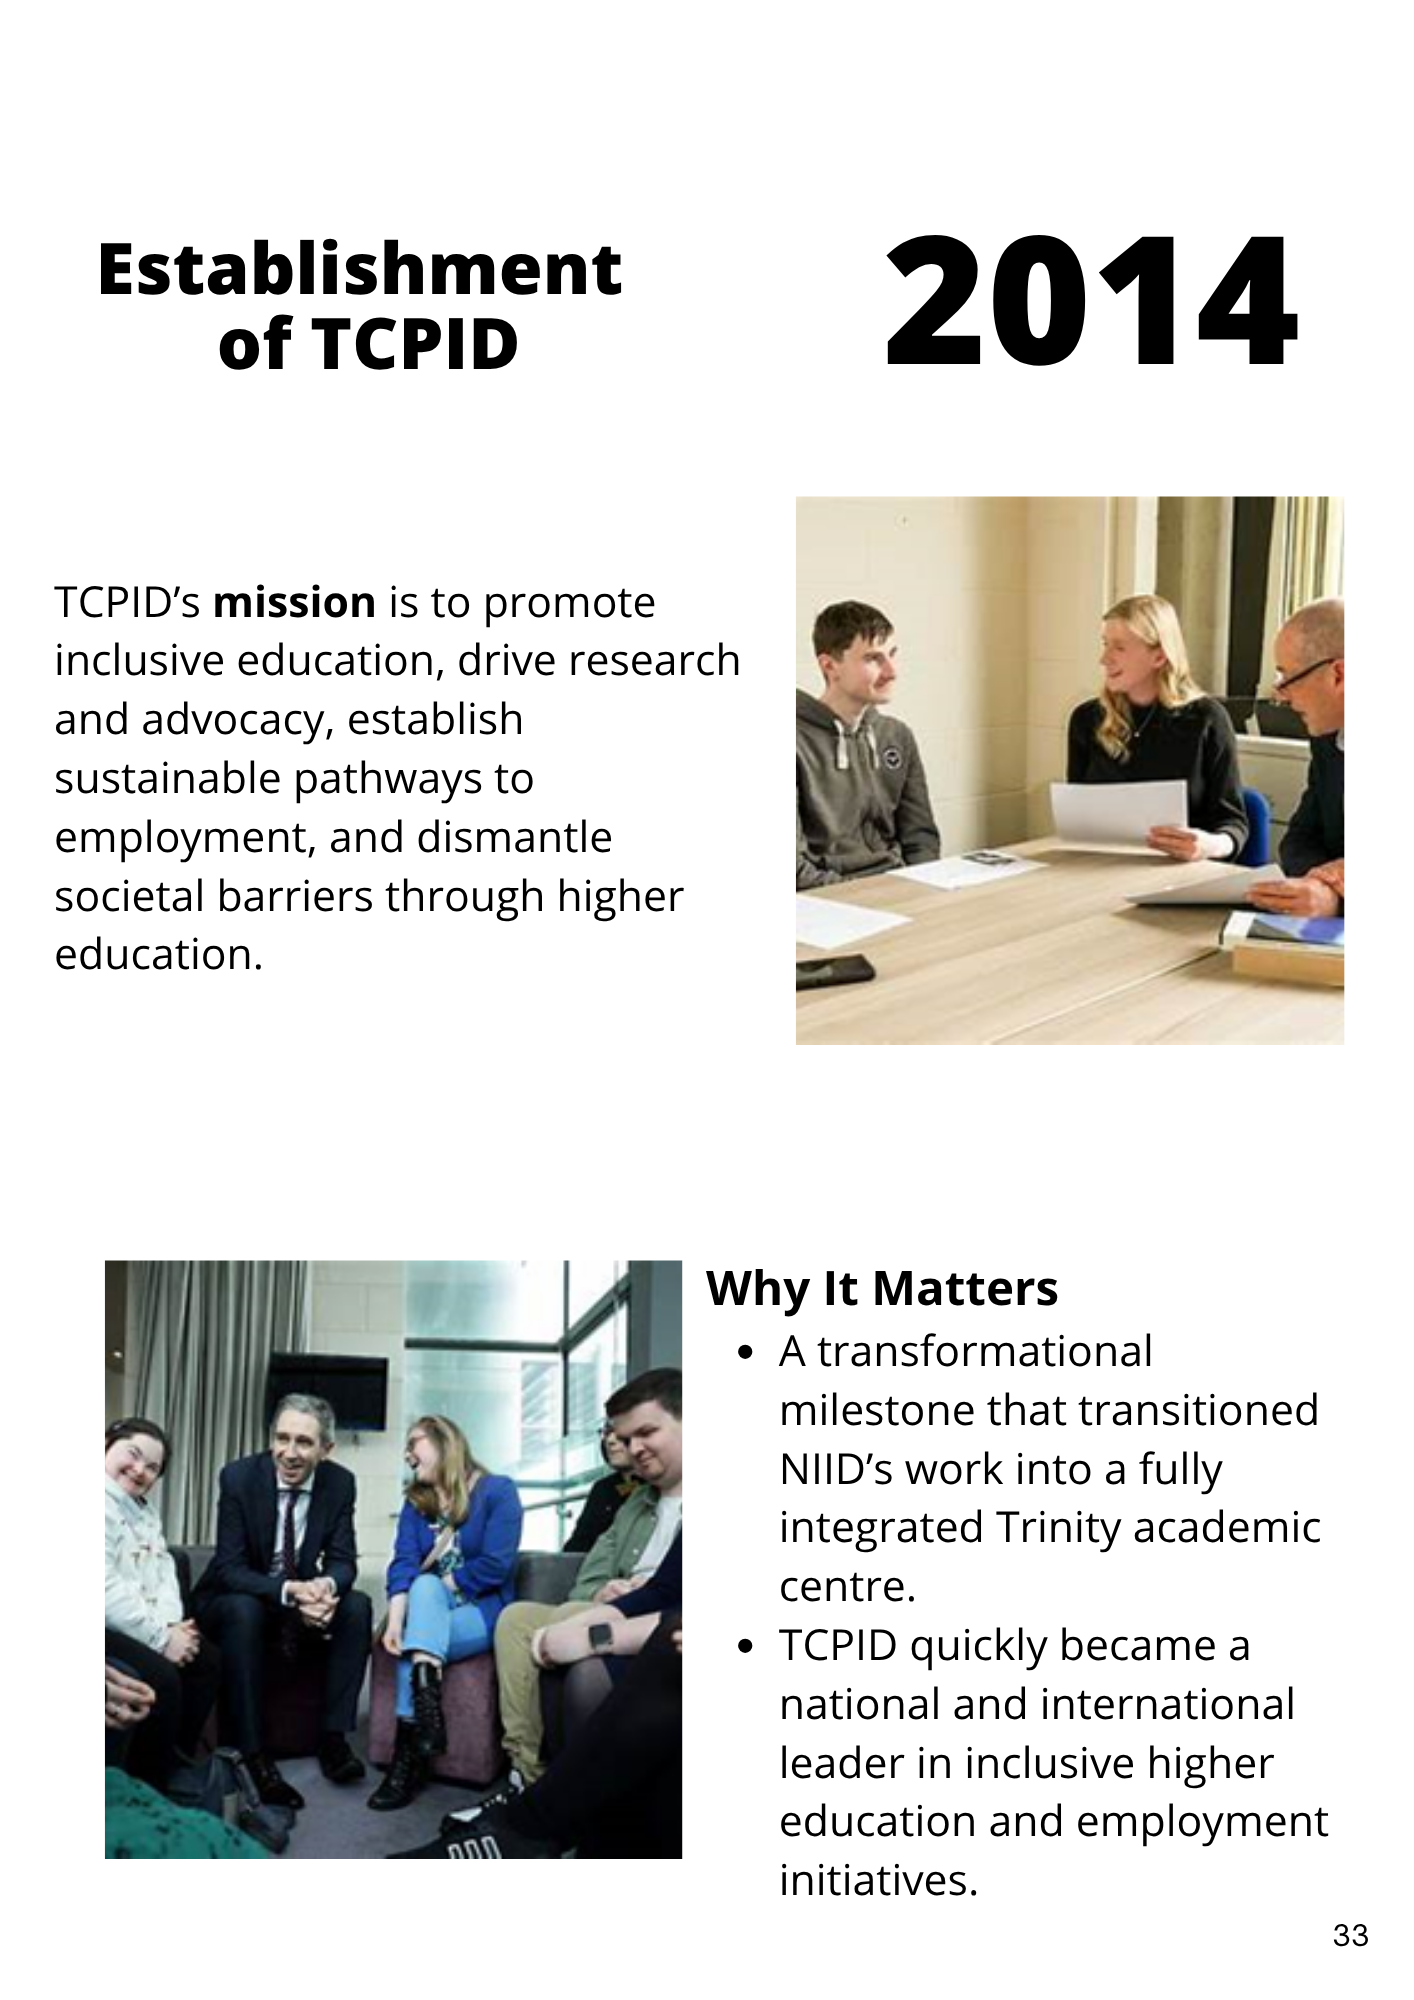 Establishment
of TCPID
2014
TCPID’s mission is to promote
inclusive education, drive research
and advocacy, establish
sustainable pathways to
employment, and dismantle
societal barriers through higher
education.
Why It Matters
• A transformational
milestone that transitioned
NIID’s work into a fully
integrated Trinity academic
centre.
• TCPID quickly became a
national and international
leader in inclusive higher
education and employment
initiatives.
33